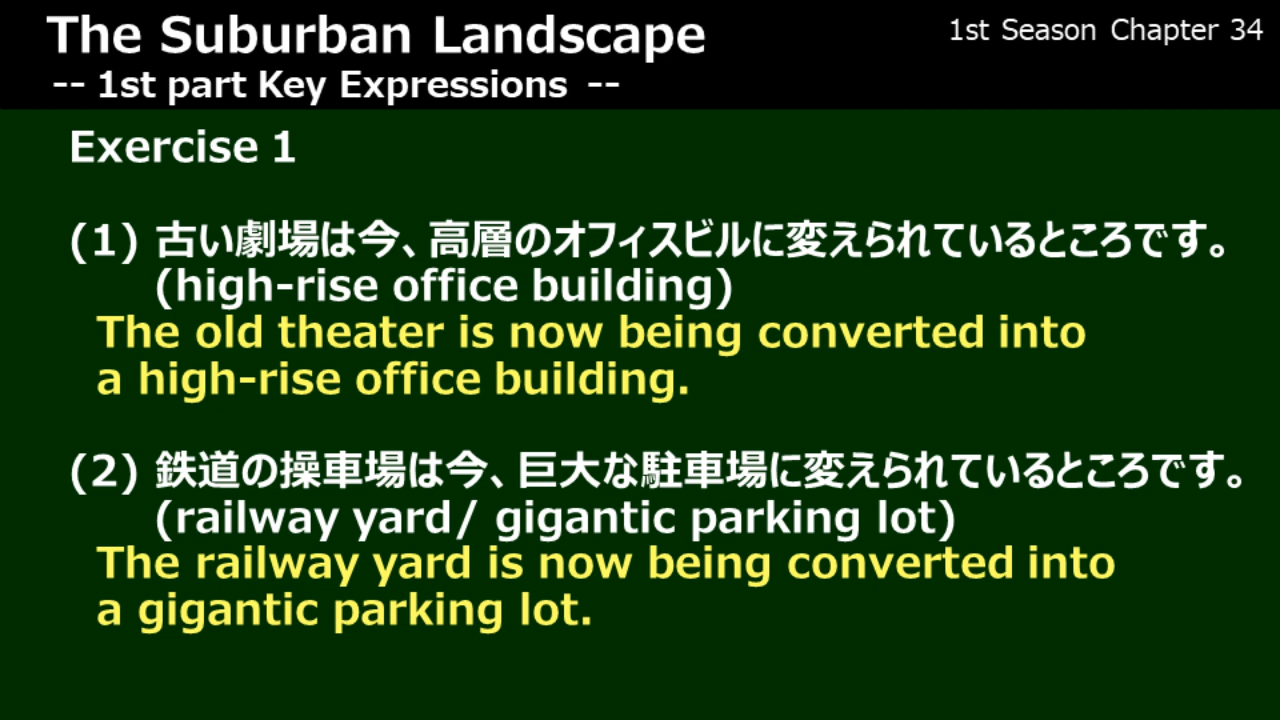 The Suburban Landscape
1st Season Chapter 34
-- 1st part Key Expressions --
Exercise 1
(1) 古い劇場は今、高層のオフィスビルに変えられているところです。
(high-rise office building)
The old theater is now being converted into
a high-rise office building.
(2) 鉄道の操車場は今、巨大な駐車場に変えられているところです。
(railway yard/ gigantic parking lot)
The railway yard is now being converted into
a gigantic parking lot.